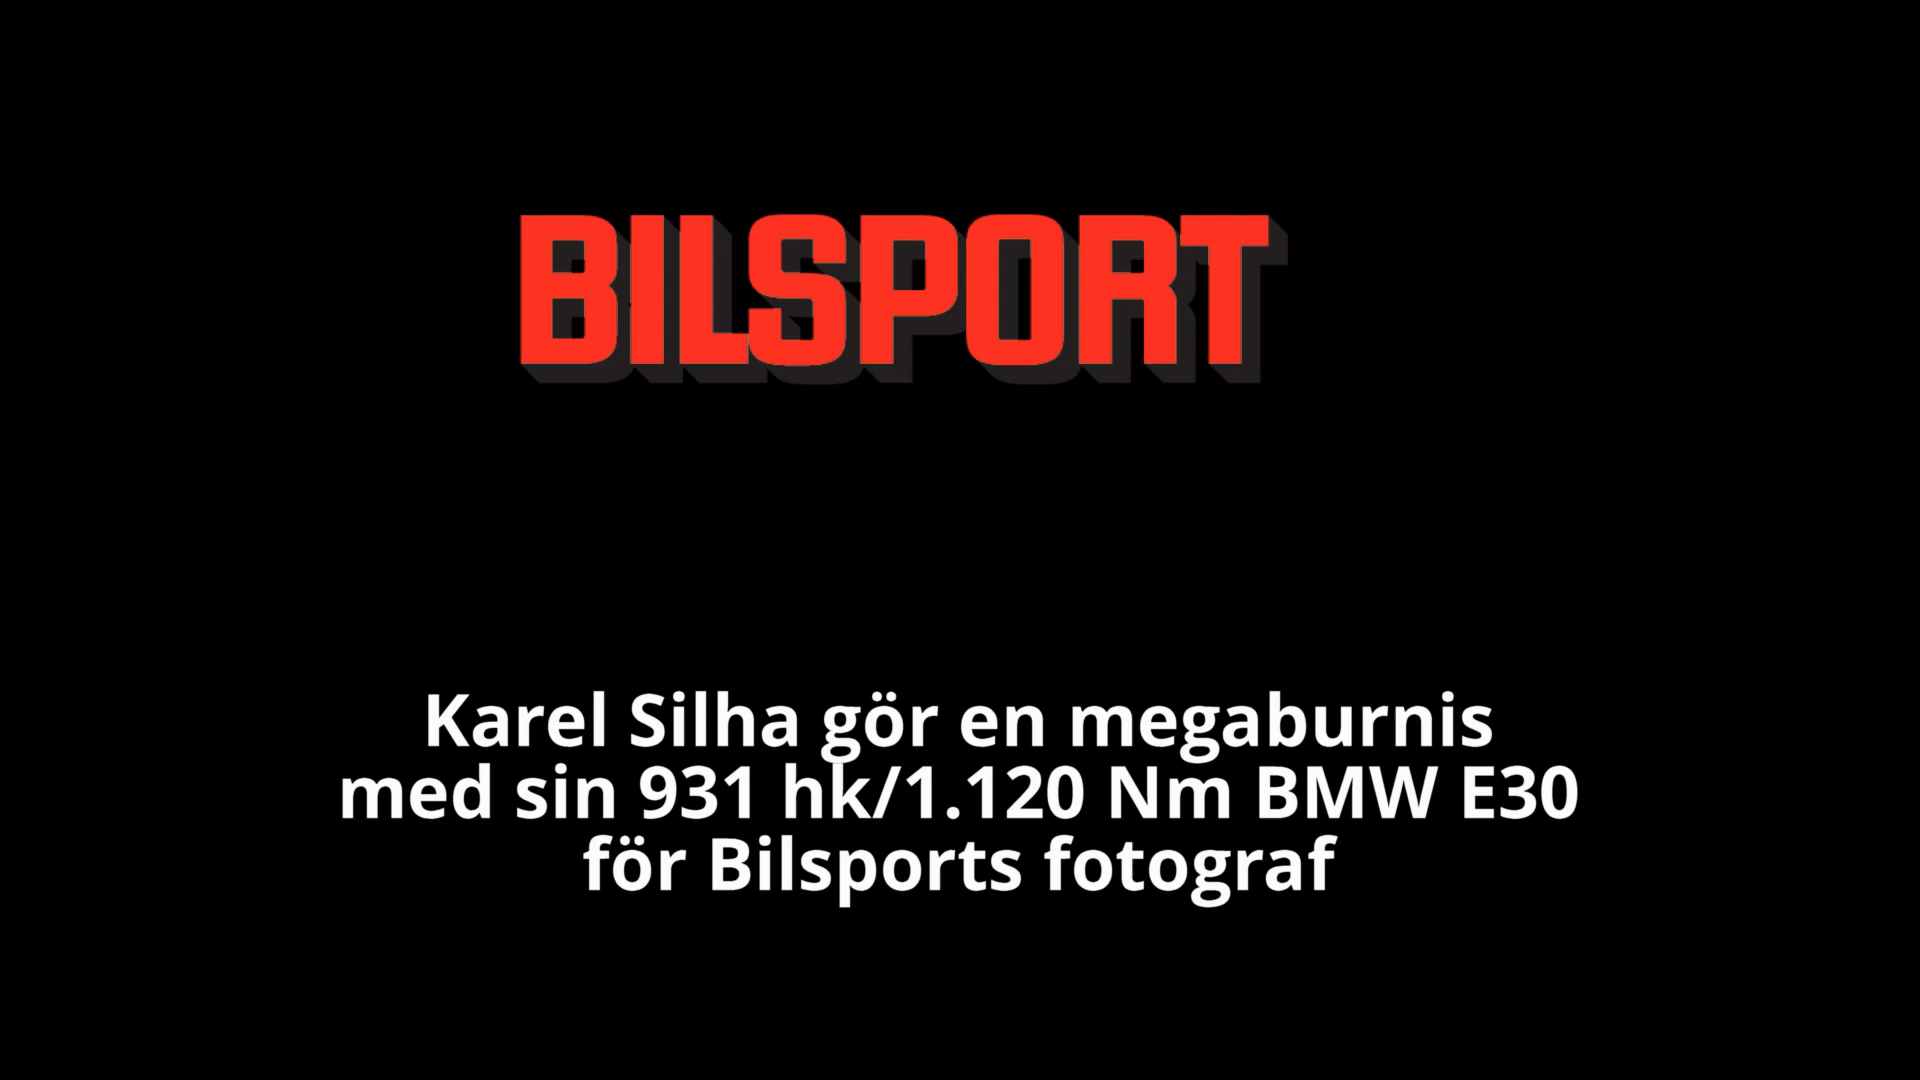 BILSPORT
Karel Silha gör en megaburnis
med sin 931 hk/1.120 Nm BMW E30
för Bilsports fotograf